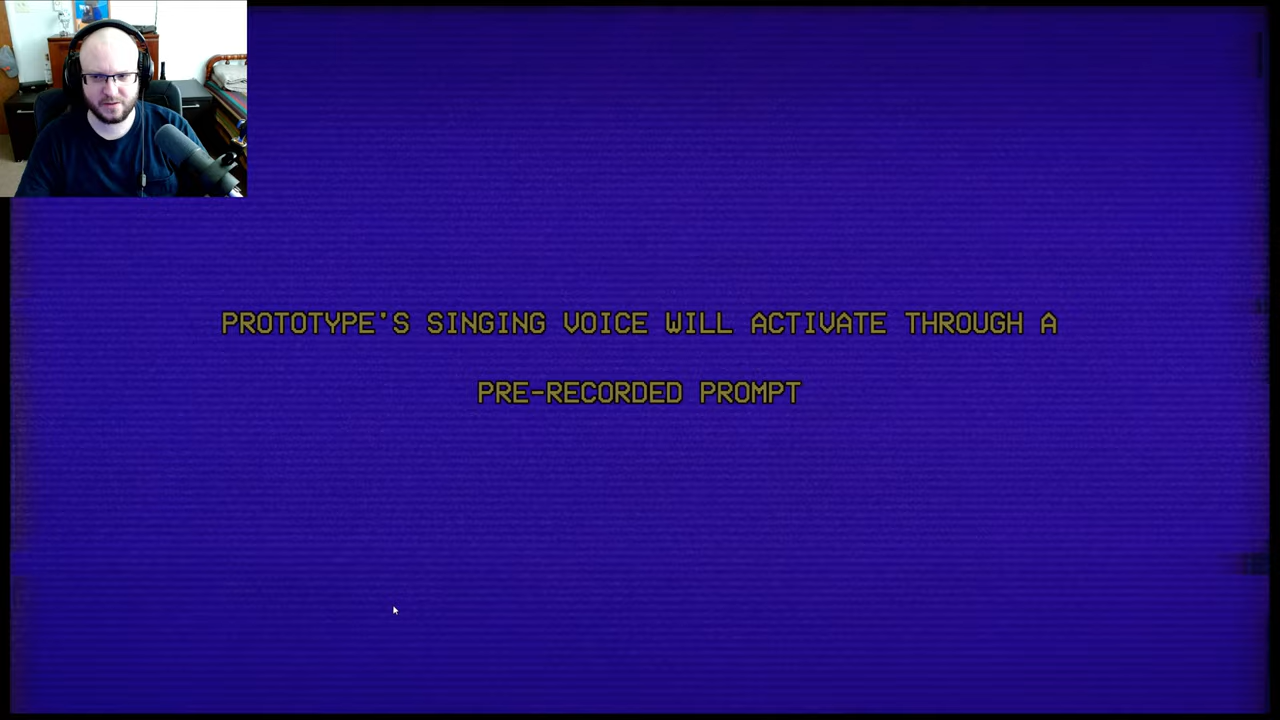 PROTOTYPE'S SINGING VOICE WILL ACTIVATE THROUGH A
PRE-RECORDED PROMPT